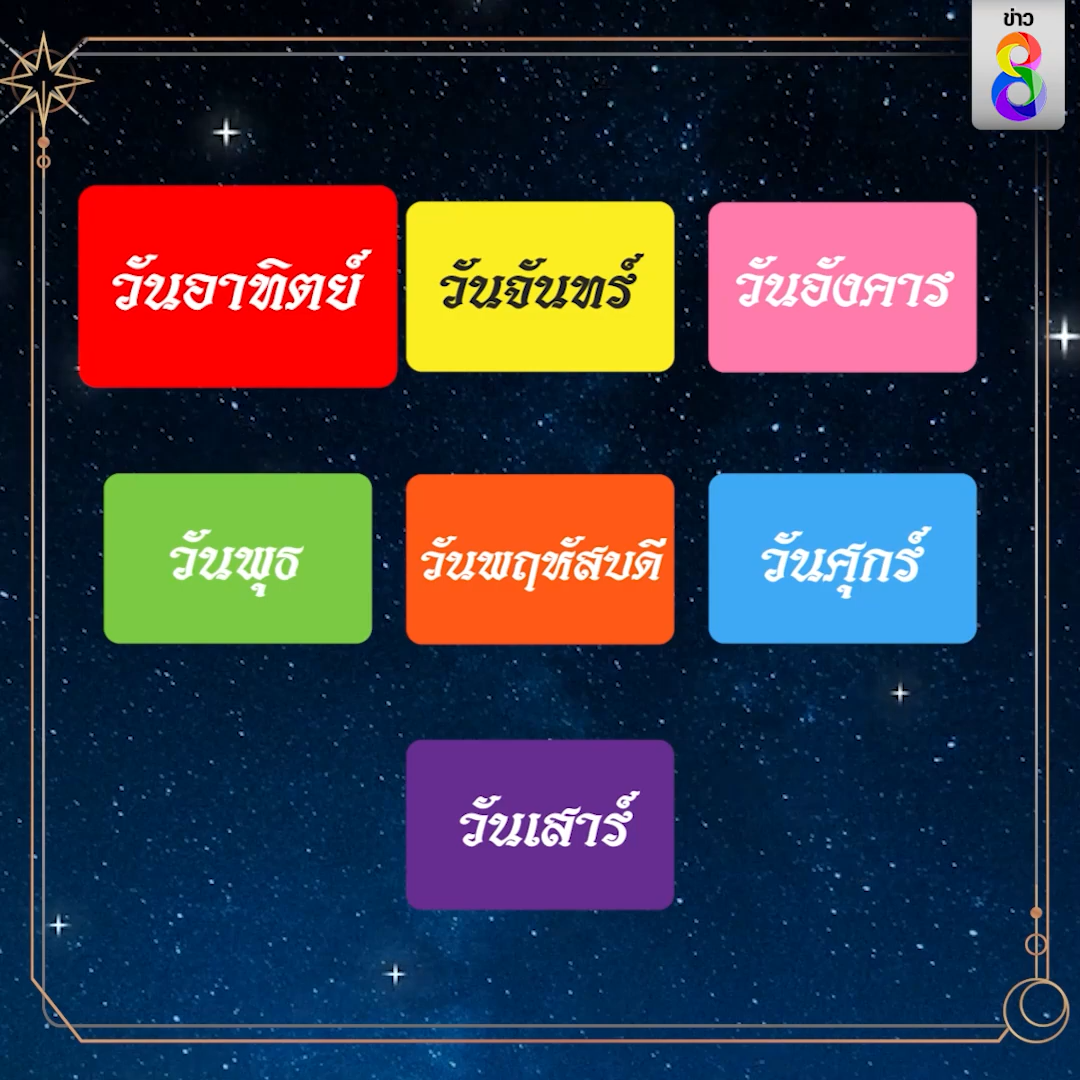 ข่าว
8
วันอาทิตย์
วันจันทร์
วันอังคาร
วันพุธ
วันพฤหัสบดี
วันศุกร์
วันเสาร์